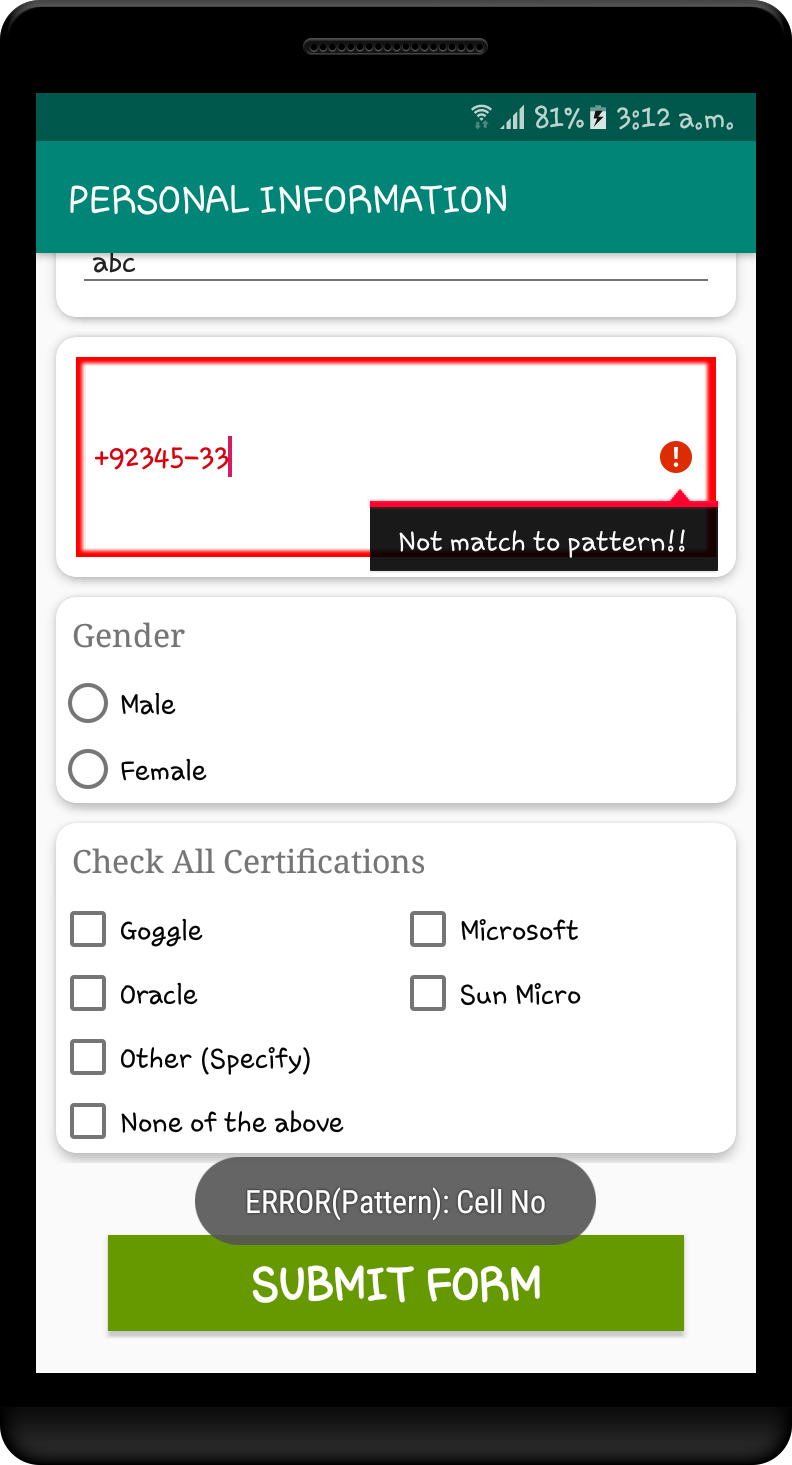 81% 3:12 a.m.
PERSONAL INFORMATION
abc
+92345-33
Not match to pattern!!
Gender
Male
Female
Check All Certifications
Goggle Microsoft
Oracle Sun Micro
Other (Specify)
None of the above
ERROR(Pattern): Cell No
SUBMIT FORM